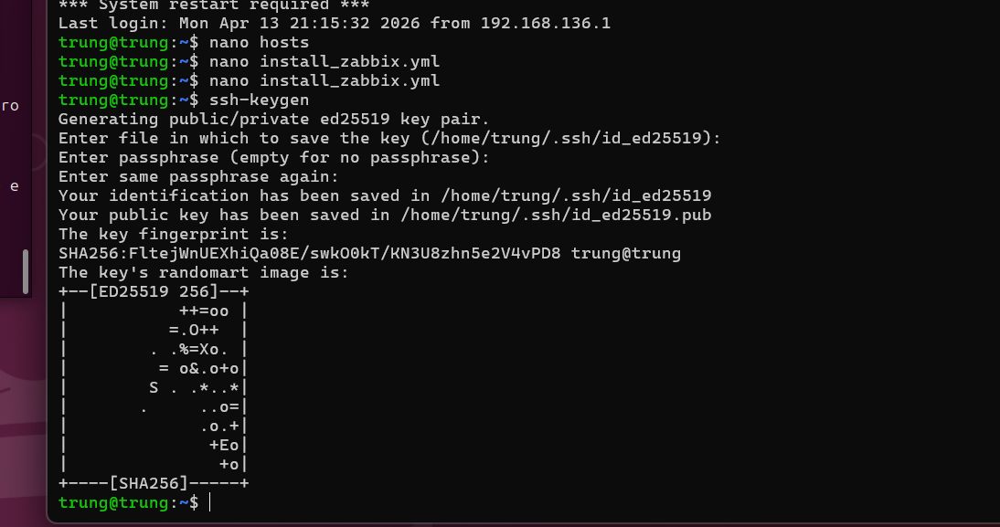 *** System restart required ***
Last login: Mon Apr 13 21:15:32 2026 from 192.168.136.1
trung@trung:~$ nano hosts
trung@trung:~$ nano install_zabbix.yml
trung@trung:~$ nano install_zabbix.yml
trung@trung:~$ ssh-keygen
Generating public/private ed25519 key pair.
Enter file in which to save the key (/home/trung/.ssh/id_ed25519):
Enter passphrase (empty for no passphrase):
Enter same passphrase again:
Your identification has been saved in /home/trung/.ssh/id_ed25519
Your public key has been saved in /home/trung/.ssh/id_ed25519.pub
The key fingerprint is:
SHA256:FltejWnUEXhiQa08E/swkO0kT/KN3U8zhn5e2V4vPD8 trung@trung
The key's randomart image is:
+--[ED25519 256]--+
|           ++=oo |
|          =.O++  |
|        . .%=Xo. |
|         = o&.o+o|
|        S . .*..*|
|       .     ..o=|
|             .o.+|
|              +Eo|
|               +o|
+----[SHA256]-----+
trung@trung:~$
ro
e